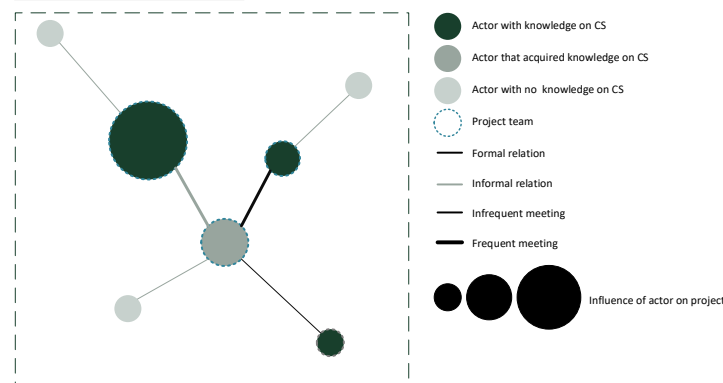 Actor with knowledge on CS
Actor that acquired knowledge on CS
Actor with no knowledge on CS
Project team
Formal relation
Informal relation
Infrequent meeting
Frequent meeting
Influence of actor on project